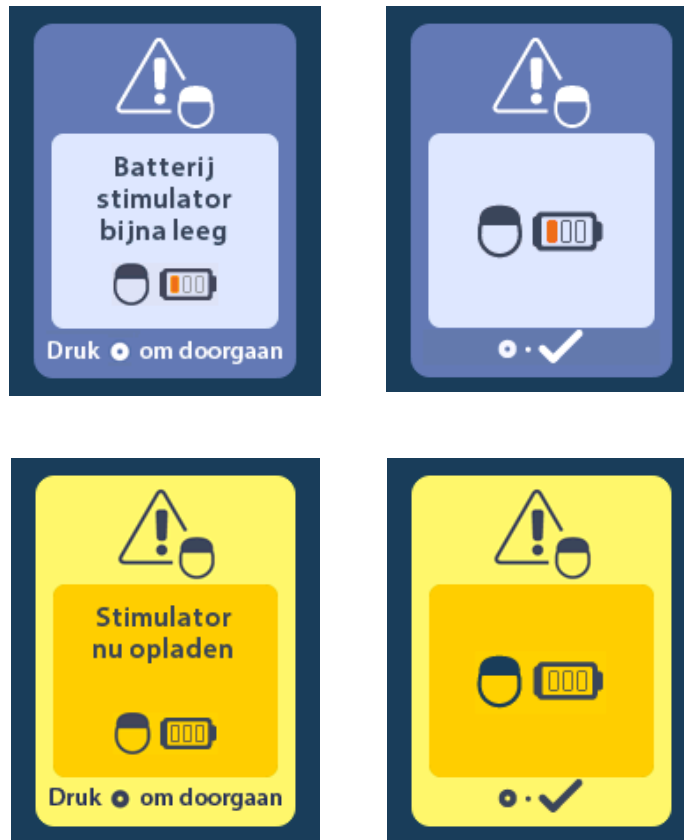 Batterij
stimulator
bijna leeg
Druk om doorgaan
Stimulator
nu opladen
Druk om doorgaan